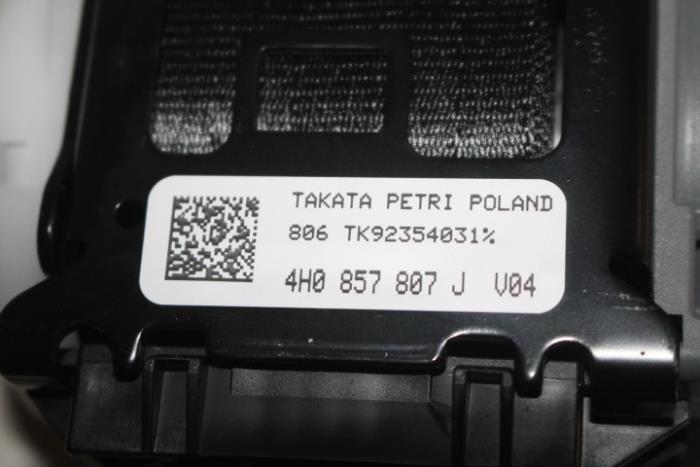 TAKATA PETRI POLAND
806 TK92354031%
4H0 857 807 J V04